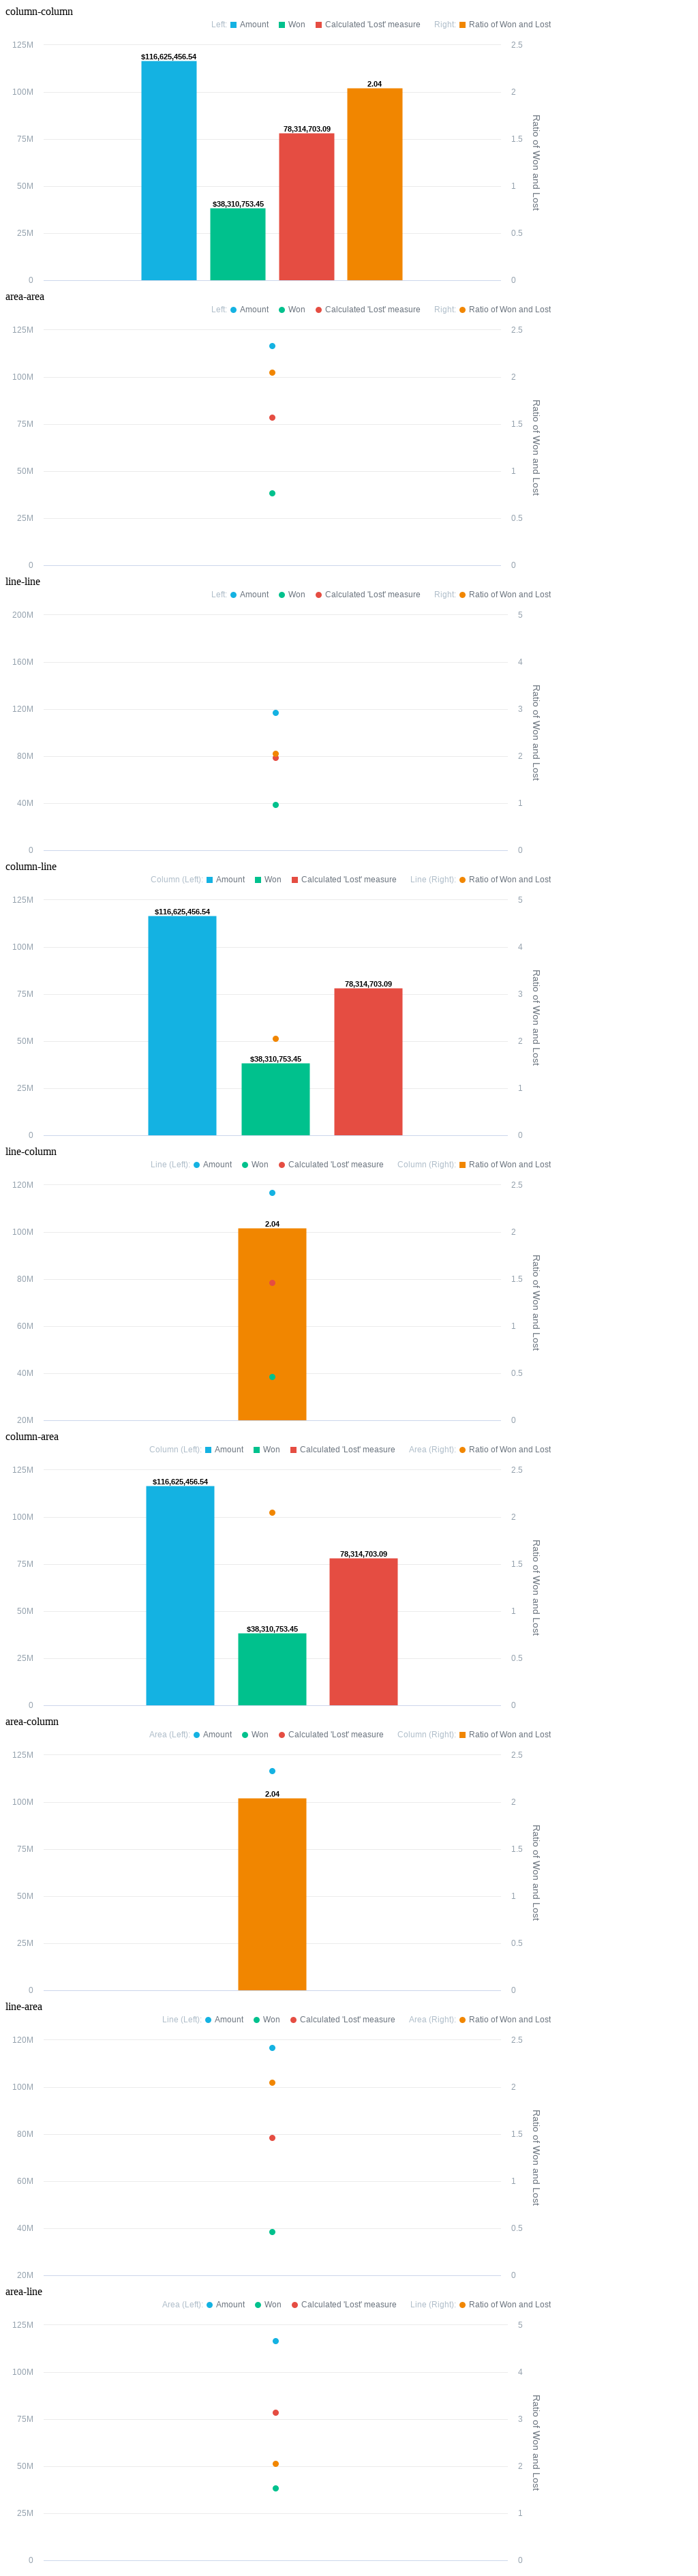 column-column
Left: Amount Won Calculated 'Lost' measure Right: Ratio of Won and Lost
125M 2.5
$116,625,456.54
2.04
100M 2
78,314,703.09
75M 1.5
50M 1
$38,310,753.45
25M 0.5
0 0
Ratio of Won and Lost
area-area
Left: Amount Won Calculated 'Lost' measure Right: Ratio of Won and Lost
125M 2.5
100M 2
75M 1.5
50M 1
25M 0.5
0 0
Ratio of Won and Lost
line-line
Left: Amount Won Calculated 'Lost' measure Right: Ratio of Won and Lost
200M 5
160M 4
120M 3
80M 2
40M 1
0 0
Ratio of Won and Lost
column-line
Column (Left): Amount Won Calculated 'Lost' measure Line (Right): Ratio of Won and Lost
125M 5
$116,625,456.54
100M 4
78,314,703.09
75M 3
50M 2
$38,310,753.45
25M 1
0 0
Ratio of Won and Lost
line-column
Line (Left): Amount Won Calculated 'Lost' measure Column (Right): Ratio of Won and Lost
120M 2.5
2.04
100M 2
80M 1.5
60M 1
40M 0.5
20M 0
Ratio of Won and Lost
column-area
Column (Left): Amount Won Calculated 'Lost' measure Area (Right): Ratio of Won and Lost
125M 2.5
$116,625,456.54
100M 2
78,314,703.09
75M 1.5
50M 1
$38,310,753.45
25M 0.5
0 0
Ratio of Won and Lost
area-column
Area (Left): Amount Won Calculated 'Lost' measure Column (Right): Ratio of Won and Lost
125M 2.5
2.04
100M 2
75M 1.5
50M 1
25M 0.5
0 0
Ratio of Won and Lost
line-area
Line (Left): Amount Won Calculated 'Lost' measure Area (Right): Ratio of Won and Lost
120M 2.5
100M 2
80M 1.5
60M 1
40M 0.5
20M 0
Ratio of Won and Lost
area-line
Area (Left): Amount Won Calculated 'Lost' measure Line (Right): Ratio of Won and Lost
125M 5
100M 4
75M 3
50M 2
25M 1
0 0
Ratio of Won and Lost